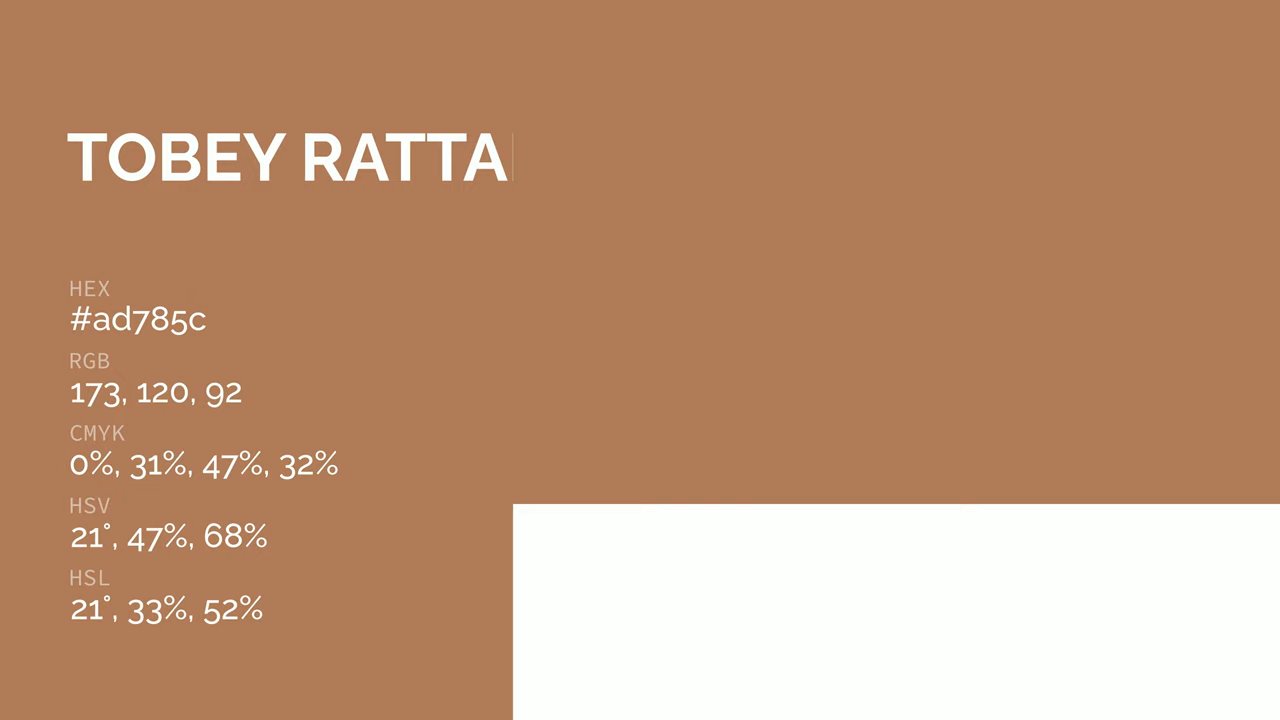 TOBEY RATTA
HEX
#ad785c
RGB
173, 120, 92
CMYK
0%, 31%, 47%, 32%
HSV
21°, 47%, 68%
HSL
21°, 33%, 52%